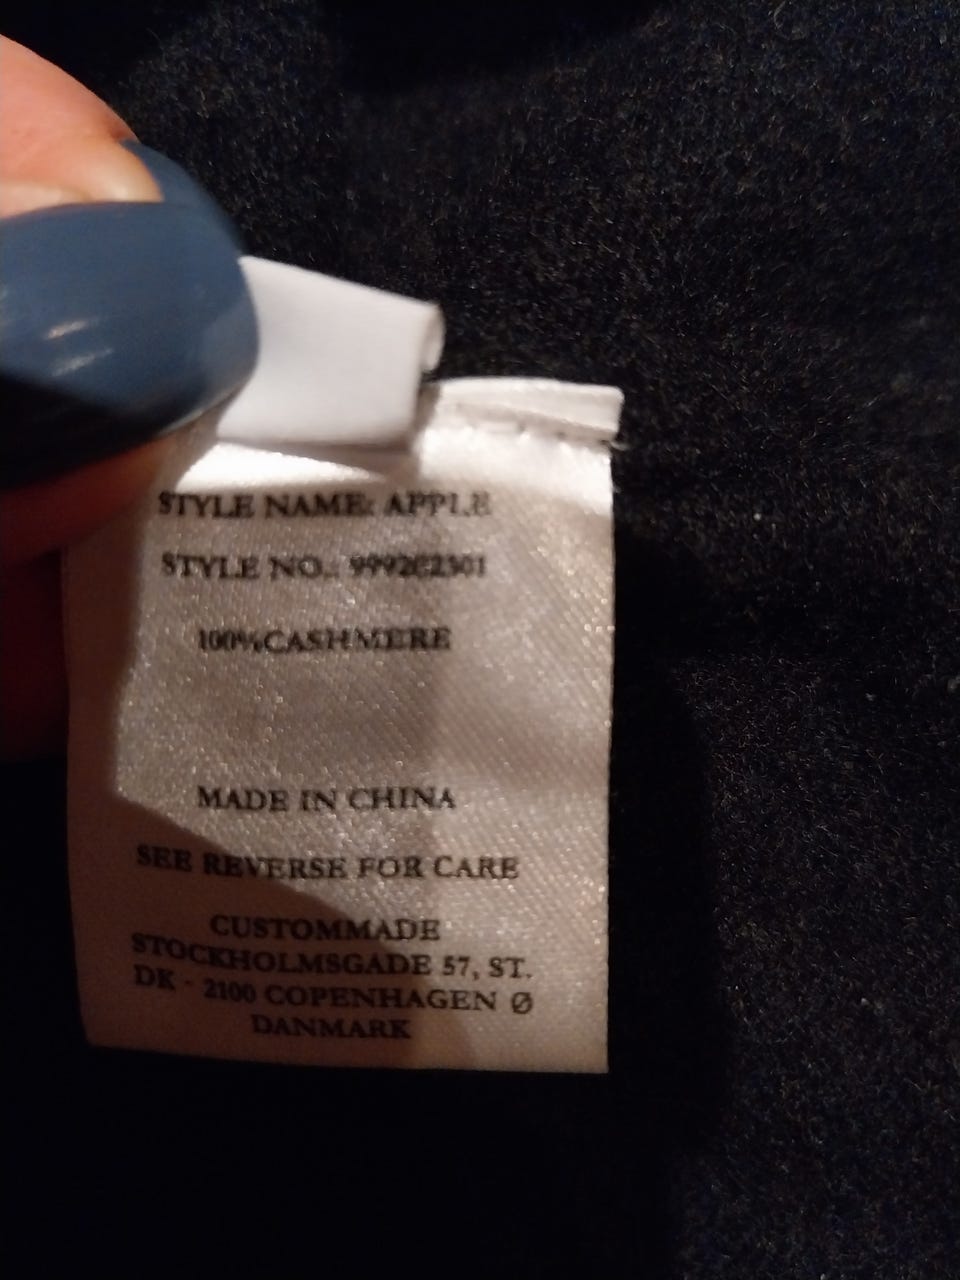 STYLE NAME: APPLE
STYLE NO.: 999202301
100%CASHMERE
MADE IN CHINA
SEE REVERSE FOR CARE
CUSTOMMADE
STOCKHOLMSGADE 57, ST.
DK - 2100 COPENHAGEN Ø
DANMARK